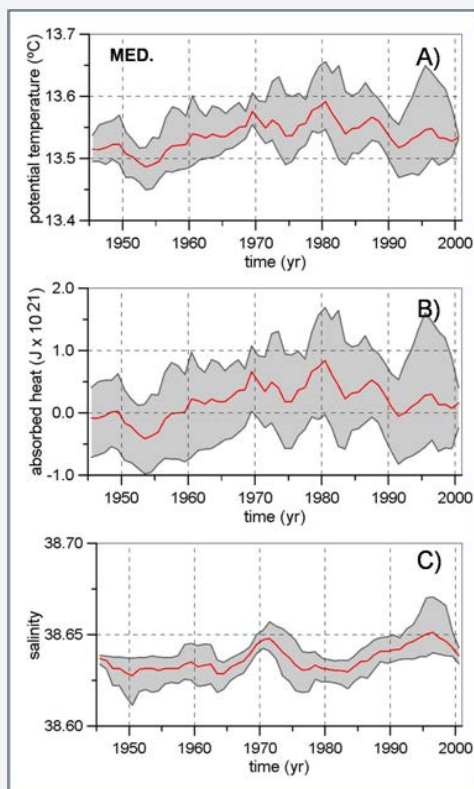 13.7
MED.
A)
13.6
13.5
13.4
potential temperature (ºC)
1950 1960 1970 1980 1990 2000
time (yr)
2.0
B)
1.0
0.0
-1.0
absorbed heat (J x 10 21)
1950 1960 1970 1980 1990 2000
time (yr)
38.70
C)
38.65
38.60
salinity
1950 1960 1970 1980 1990 2000
time (yr)